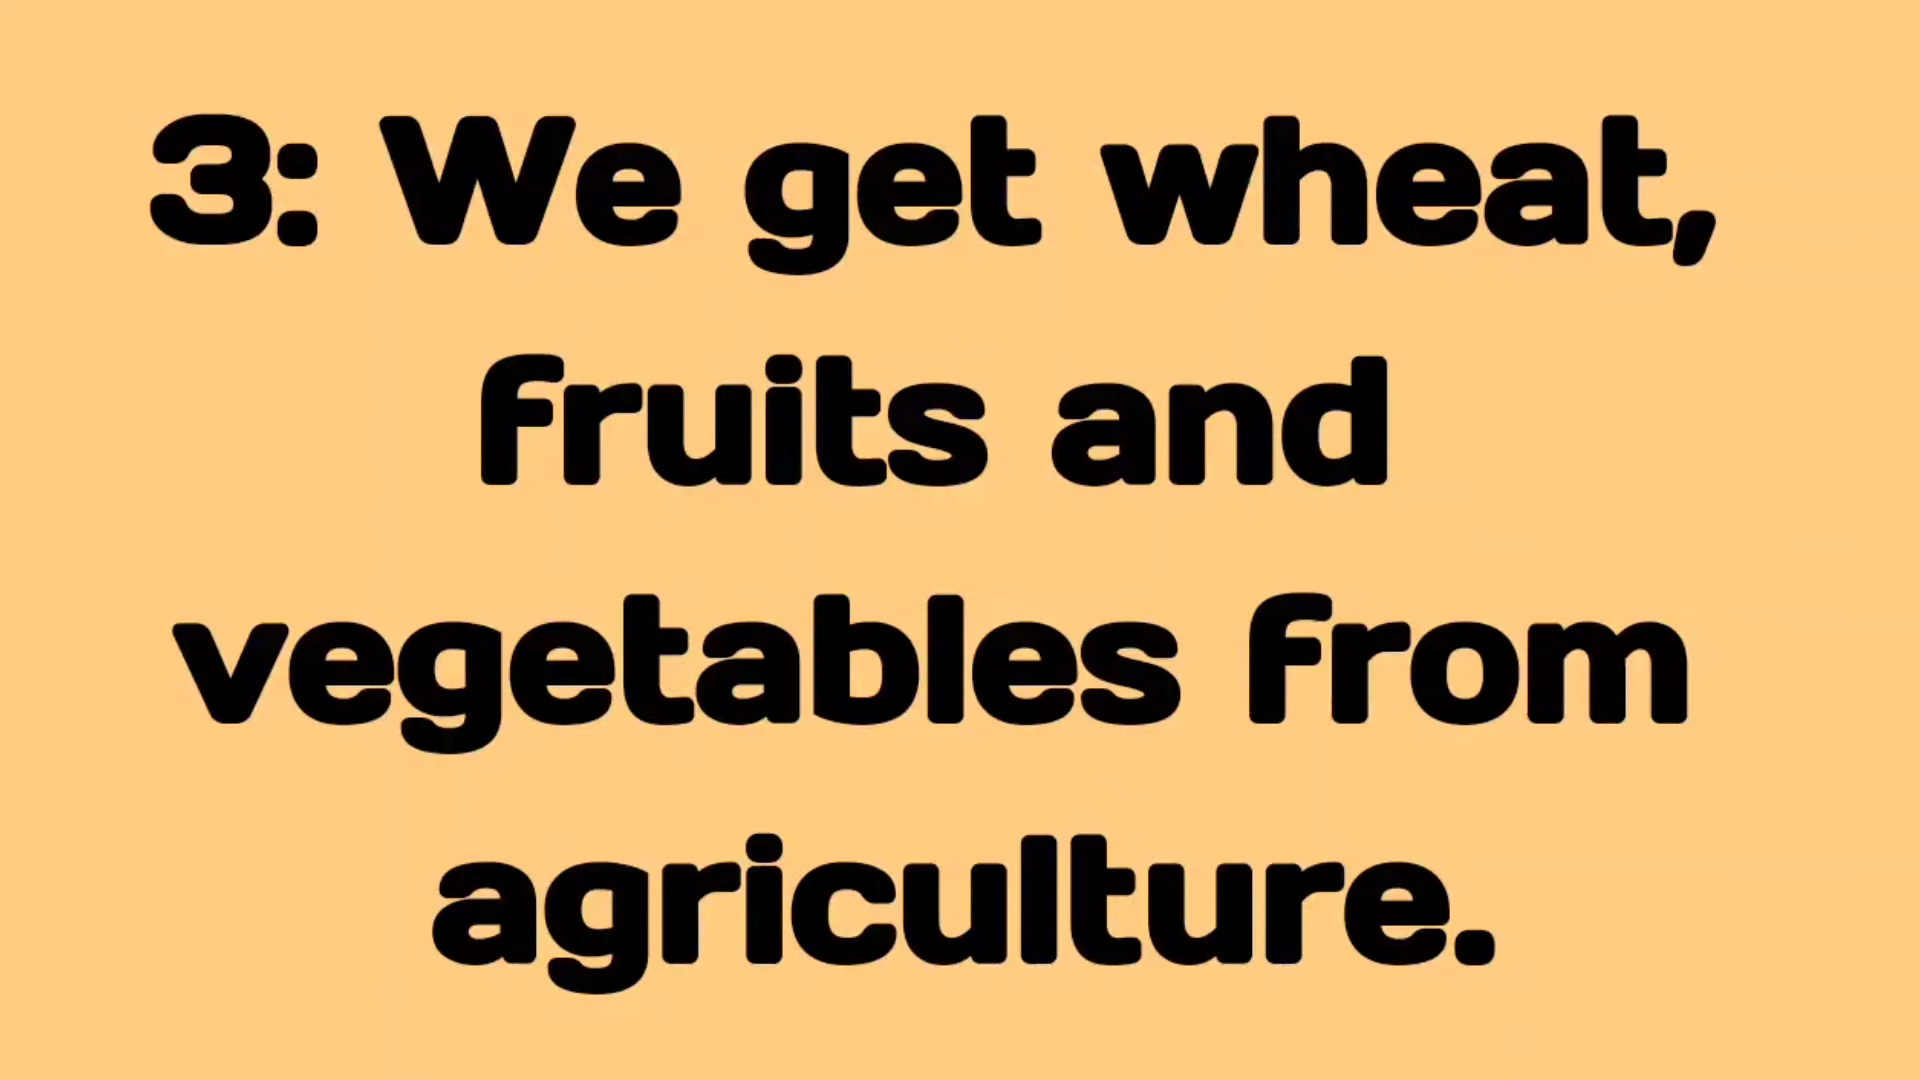 3: We get wheat,
fruits and
vegetables from
agriculture.